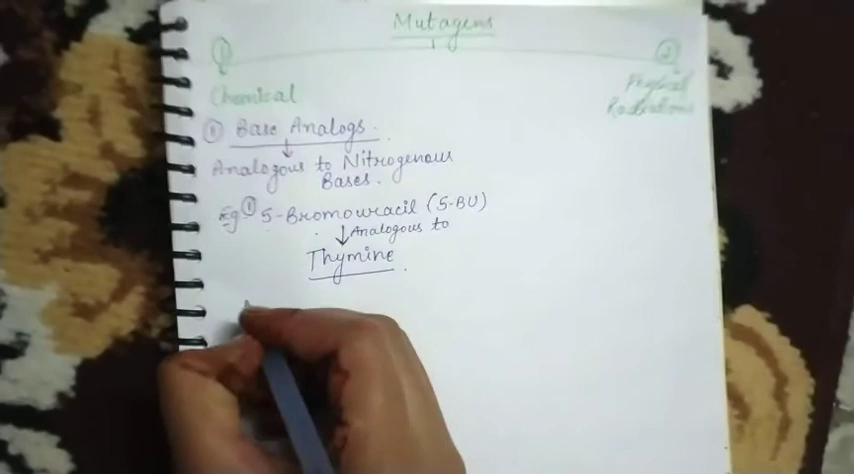 Mutagens
① ②
Chemical Physical
Radiations
① Base Analogs.
Analogous to Nitrogenous
Bases.
Eg ① 5-Bromouracil (5-BU)
Analogous to
Thymine.